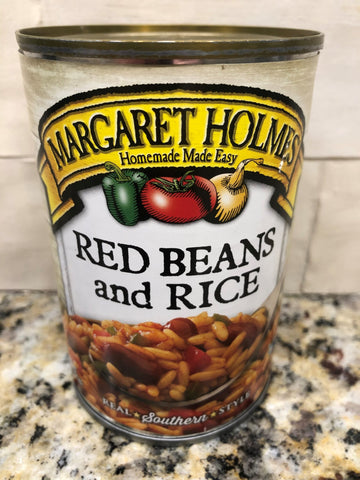 MARGARET HOLMES
Homemade Made Easy
RED BEANS
and RICE
REAL ★ Southern ★ STYLE